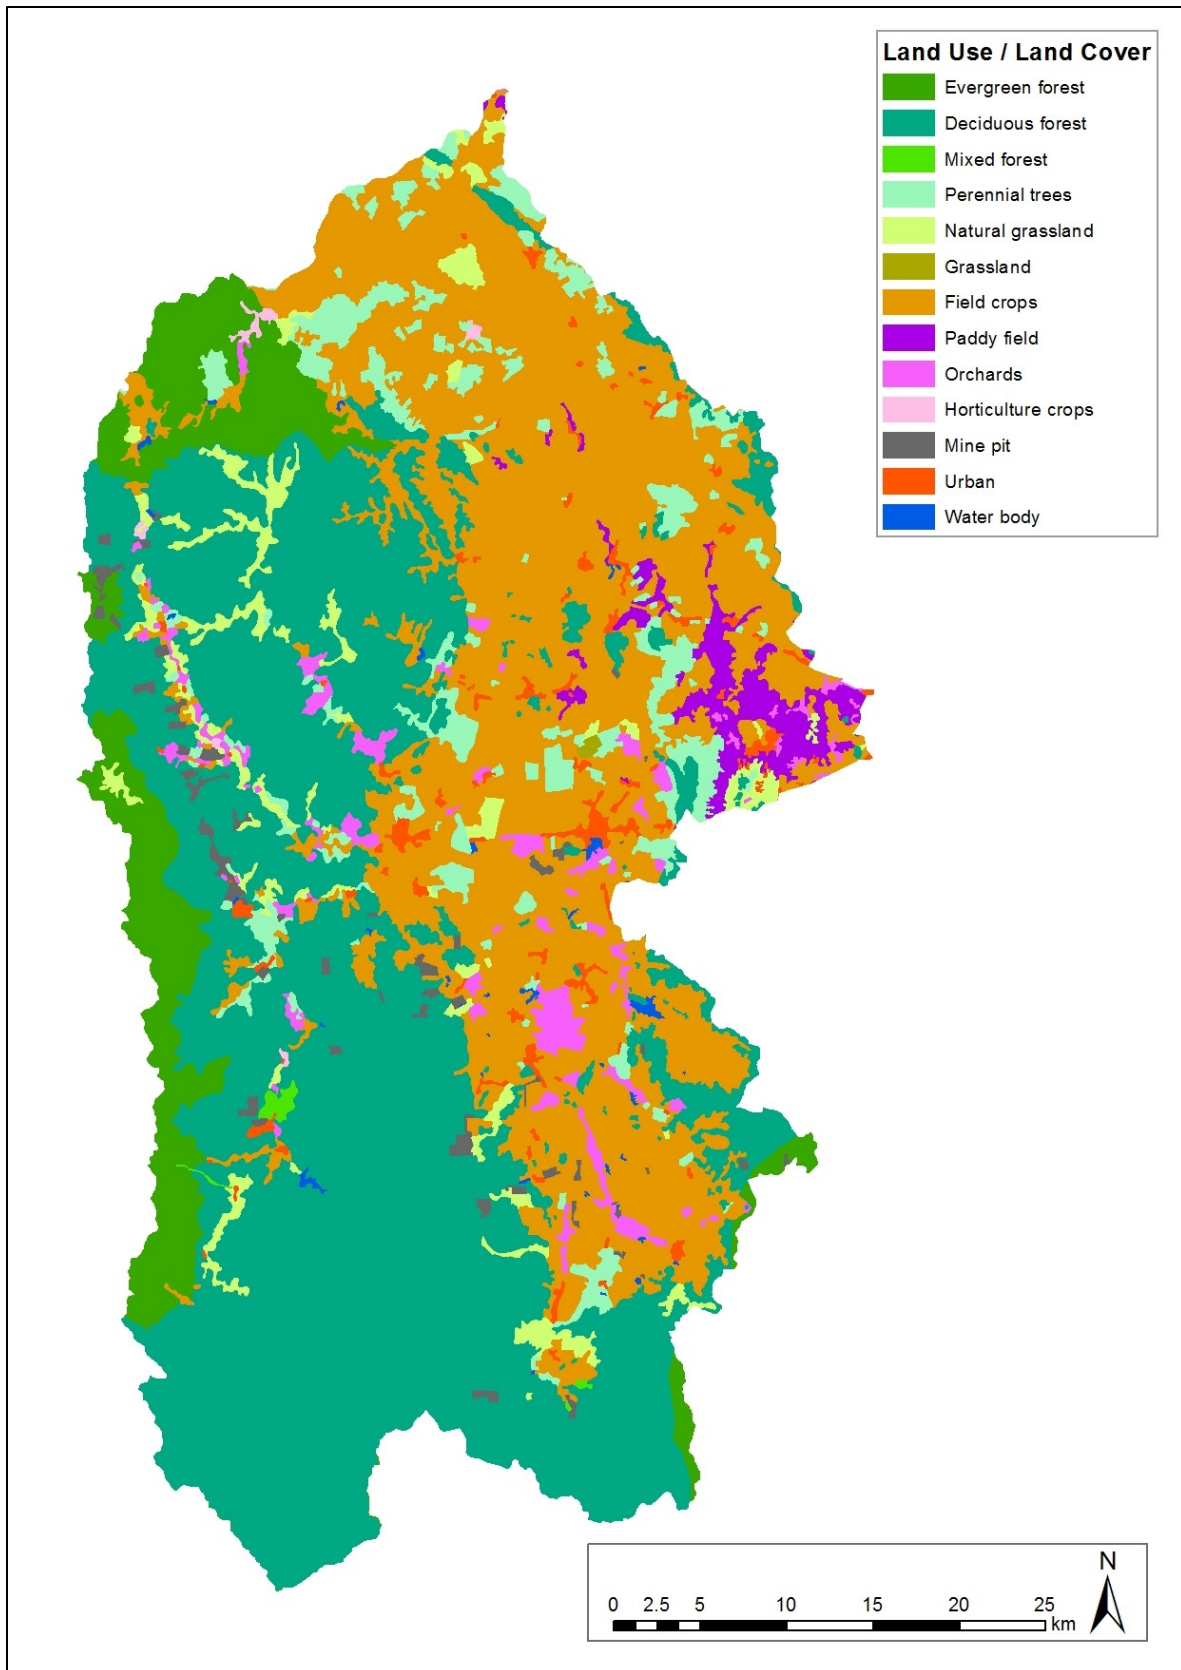 Land Use / Land Cover
Evergreen forest
Deciduous forest
Mixed forest
Perennial trees
Natural grassland
Grassland
Field crops
Paddy field
Orchards
Horticulture crops
Mine pit
Urban
Water body
N
0 2.5 5 10 15 20 25
km